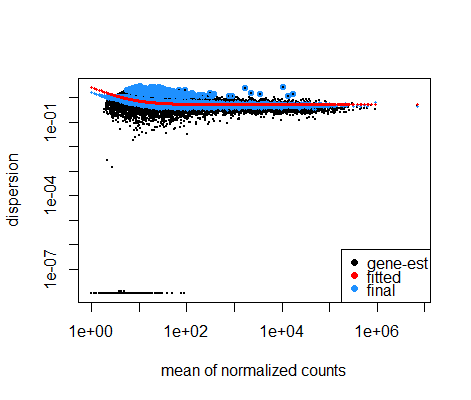 1e-01
1e-04
1e-07
dispersion
gene-est
fitted
final
1e+00 1e+02 1e+04 1e+06
mean of normalized counts